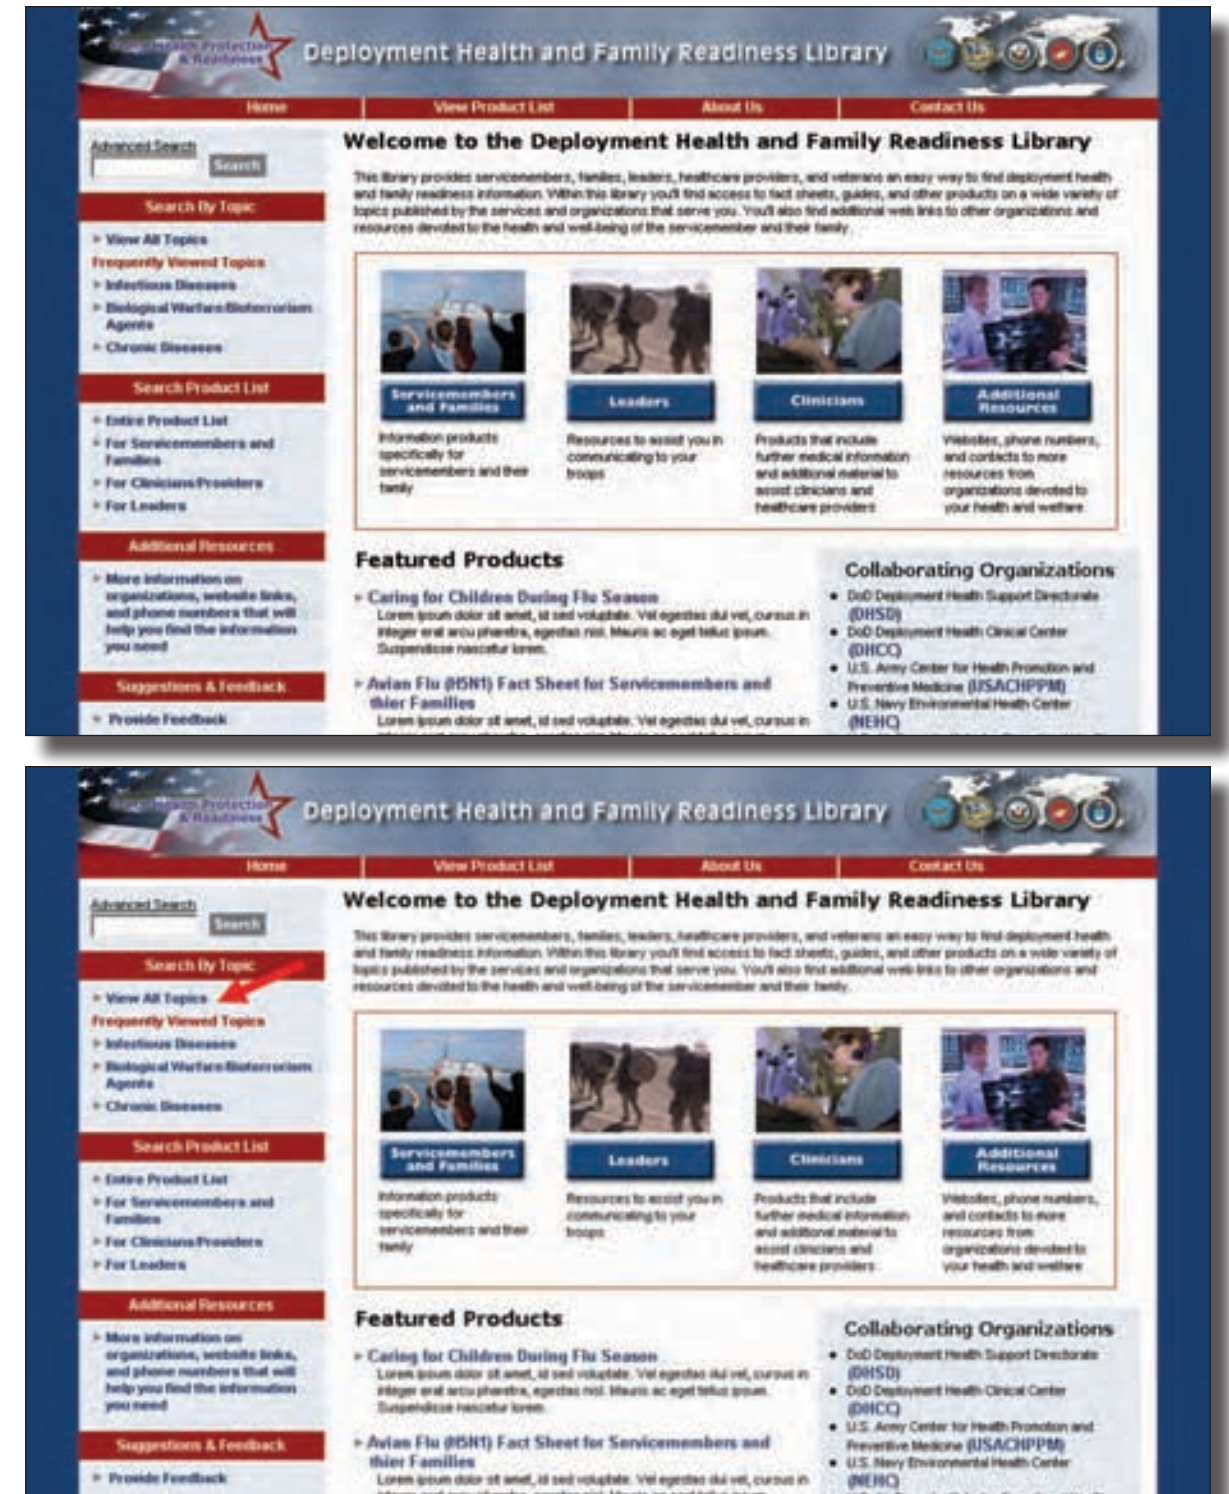 Force Health Protection
& Readiness
Deployment Health and Family Readiness Library
Home View Product List About Us Contact Us
Advanced Search
Search
Search By Topic
View All Topics
Frequently Viewed Topics
Infectious Diseases
Biological Warfare/Bioterrorism
Agents
Chronic Diseases
Search Product List
Entire Product List
For Servicemembers and
Families
For Clinicians/Providers
For Leaders
Additional Resources
More information on
organizations, website links,
and phone numbers that will
help you find the information
you need
Suggestions & Feedback
Provide Feedback
Welcome to the Deployment Health and Family Readiness Library
This library provides servicemembers, families, leaders, healthcare providers, and veterans an easy way to find deployment health
and family readiness information. Within this library you'll find access to fact sheets, guides, and other products on a wide variety of
topics published by the services and organizations that serve you. You'll also find additional web links to other organizations and
resources devoted to the health and well-being of the servicemember and their family.
Servicemembers
and Families
Information products
specifically for
servicemembers and their
family
Leaders
Resources to assist you in
communicating to your
troops
Clinicians
Products that include
further medical information
and additional material to
assist clinicians and
healthcare providers
Additional
Resources
Websites, phone numbers,
and contacts to more
resources from
organizations devoted to
your health and welfare
Featured Products
Caring for Children During Flu Season
Lorem ipsum dolor sit amet, id sed voluptate. Vel egestas dui vel, cursus in
integer erat arcu pharetra, egestas nisl. Mauris ac eget tellus ipsum.
Suspendisse nascetur lorem.
Avian Flu (H5N1) Fact Sheet for Servicemembers and
thier Families
Lorem ipsum dolor sit amet, id sed voluptate. Vel egestas dui vel, cursus in
Collaborating Organizations
DoD Deployment Health Support Directorate
(DHSD)
DoD Deployment Health Clinical Center
(DHCC)
U.S. Army Center for Health Promotion and
Preventive Medicine (USACHPPM)
U.S. Navy Environmental Health Center
(NEHC)
Force Health Protection
& Readiness
Deployment Health and Family Readiness Library
Home View Product List About Us Contact Us
Advanced Search
Search
Search By Topic
View All Topics
Frequently Viewed Topics
Infectious Diseases
Biological Warfare/Bioterrorism
Agents
Chronic Diseases
Search Product List
Entire Product List
For Servicemembers and
Families
For Clinicians/Providers
For Leaders
Additional Resources
More information on
organizations, website links,
and phone numbers that will
help you find the information
you need
Suggestions & Feedback
Provide Feedback
Welcome to the Deployment Health and Family Readiness Library
This library provides servicemembers, families, leaders, healthcare providers, and veterans an easy way to find deployment health
and family readiness information. Within this library you'll find access to fact sheets, guides, and other products on a wide variety of
topics published by the services and organizations that serve you. You'll also find additional web links to other organizations and
resources devoted to the health and well-being of the servicemember and their family.
Servicemembers
and Families
Information products
specifically for
servicemembers and their
family
Leaders
Resources to assist you in
communicating to your
troops
Clinicians
Products that include
further medical information
and additional material to
assist clinicians and
healthcare providers
Additional
Resources
Websites, phone numbers,
and contacts to more
resources from
organizations devoted to
your health and welfare
Featured Products
Caring for Children During Flu Season
Lorem ipsum dolor sit amet, id sed voluptate. Vel egestas dui vel, cursus in
integer erat arcu pharetra, egestas nisl. Mauris ac eget tellus ipsum.
Suspendisse nascetur lorem.
Avian Flu (H5N1) Fact Sheet for Servicemembers and
thier Families
Lorem ipsum dolor sit amet, id sed voluptate. Vel egestas dui vel, cursus in
Collaborating Organizations
DoD Deployment Health Support Directorate
(DHSD)
DoD Deployment Health Clinical Center
(DHCC)
U.S. Army Center for Health Promotion and
Preventive Medicine (USACHPPM)
U.S. Navy Environmental Health Center
(NEHC)